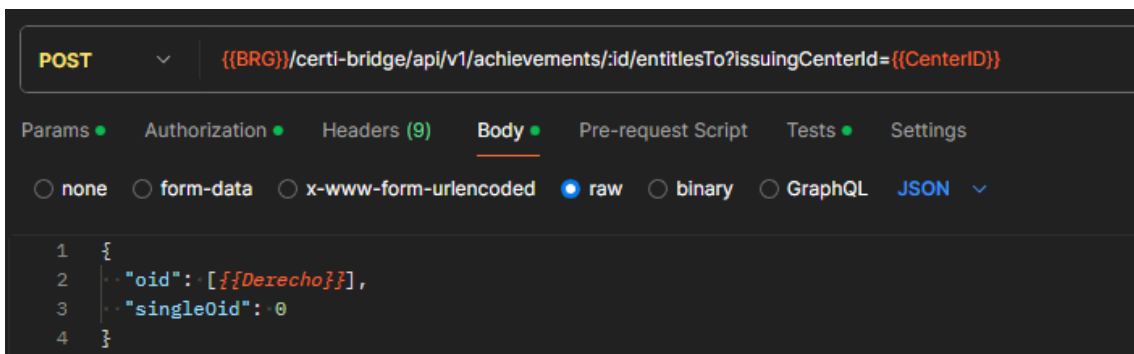 POST {{BRG}}/certi-bridge/api/v1/achievements/:id/entitlesTo?issuingCenterId={{CenterID}}
Params Authorization Headers (9) Body Pre-request Script Tests Settings
none form-data x-www-form-urlencoded raw binary GraphQL JSON
1 {
2 "oid": [{{Derecho}}],
3 "singleOid": 0
4 }